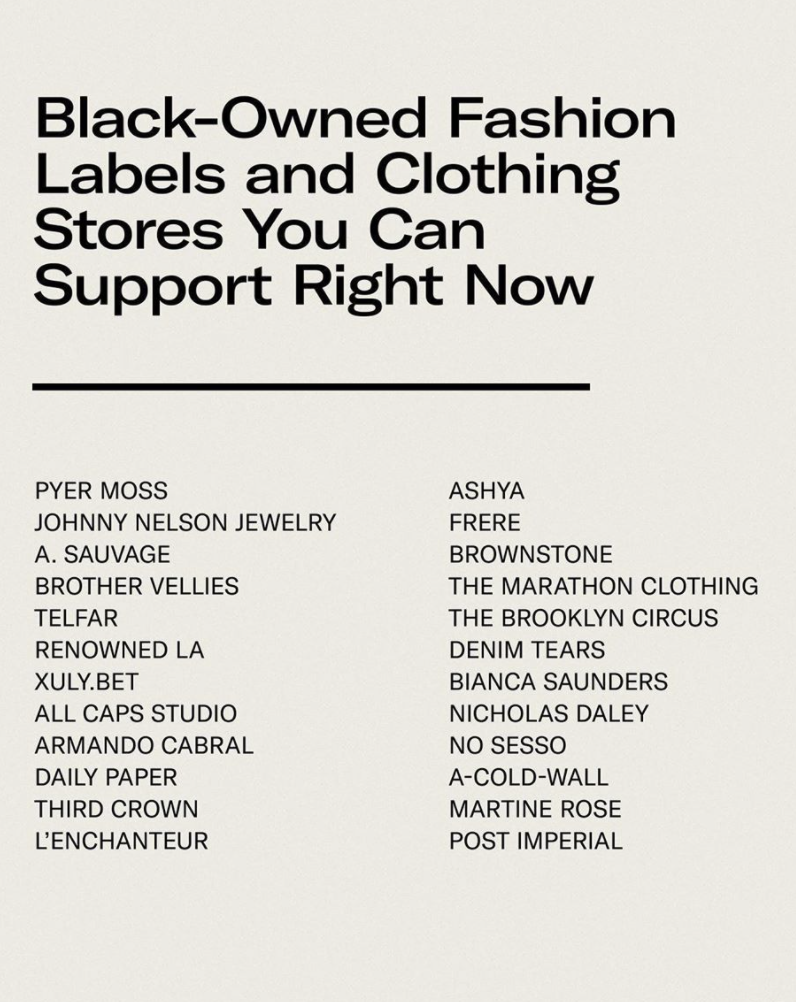 Black-Owned Fashion
Labels and Clothing
Stores You Can
Support Right Now
PYER MOSS
JOHNNY NELSON JEWELRY
A. SAUVAGE
BROTHER VELLIES
TELFAR
RENOWNED LA
XULY.BET
ALL CAPS STUDIO
ARMANDO CABRAL
DAILY PAPER
THIRD CROWN
L’ENCHANTEUR
ASHYA
FRERE
BROWNSTONE
THE MARATHON CLOTHING
THE BROOKLYN CIRCUS
DENIM TEARS
BIANCA SAUNDERS
NICHOLAS DALEY
NO SESSO
A-COLD-WALL
MARTINE ROSE
POST IMPERIAL